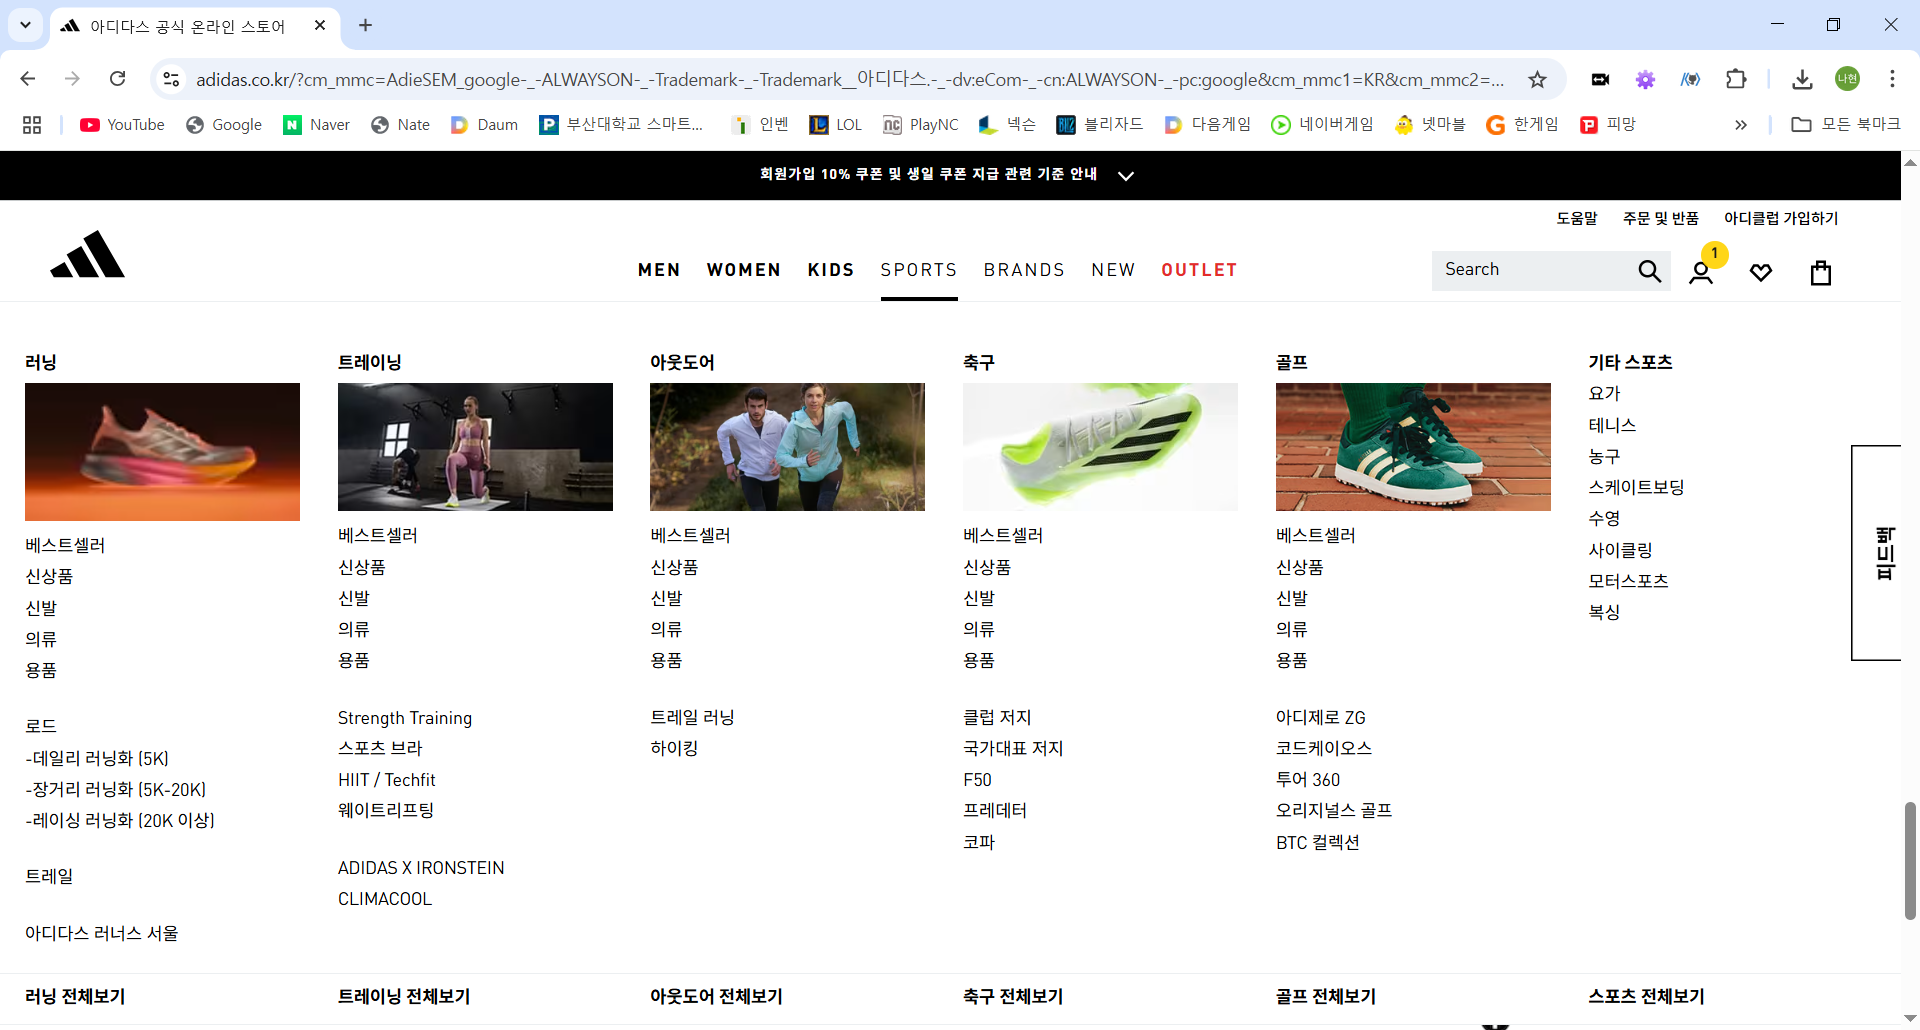 아디다스 공식 온라인 스토어
adidas.co.kr/?cm_mmc=AdieSEM_google-_-ALWAYSON-_-Trademark-_-Trademark__아디다스.-_-dv:eCom-_-cn:ALWAYSON-_-pc:google&cm_mmc1=KR&cm_mmc2=...
나현
YouTube Google Naver Nate Daum 부산대학교 스마트... 인벤 LOL PlayNC 넥슨 블리자드 다음게임 네이버게임 넷마블 한게임 피망 모든 북마크
회원가입 10% 쿠폰 및 생일 쿠폰 지급 관련 기준 안내
도움말 주문 및 반품 아디클럽 가입하기
MEN WOMEN KIDS SPORTS BRANDS NEW OUTLET
Search
1
러닝
베스트셀러
신상품
신발
의류
용품
로드
-데일리 러닝화 (5K)
-장거리 러닝화 (5K-20K)
-레이싱 러닝화 (20K 이상)
트레일
아디다스 러너스 서울
러닝 전체보기
트레이닝
베스트셀러
신상품
신발
의류
용품
Strength Training
스포츠 브라
HIIT / Techfit
웨이트리프팅
ADIDAS X IRONSTEIN
CLIMACOOL
트레이닝 전체보기
아웃도어
베스트셀러
신상품
신발
의류
용품
트레일 러닝
하이킹
아웃도어 전체보기
축구
베스트셀러
신상품
신발
의류
용품
클럽 저지
국가대표 저지
F50
프레데터
코파
축구 전체보기
골프
베스트셀러
신상품
신발
의류
용품
아디제로 ZG
코드케이오스
투어 360
오리지널스 골프
BTC 컬렉션
골프 전체보기
기타 스포츠
요가
테니스
농구
스케이트보딩
수영
사이클링
모터스포츠
복싱
스포츠 전체보기
피드백